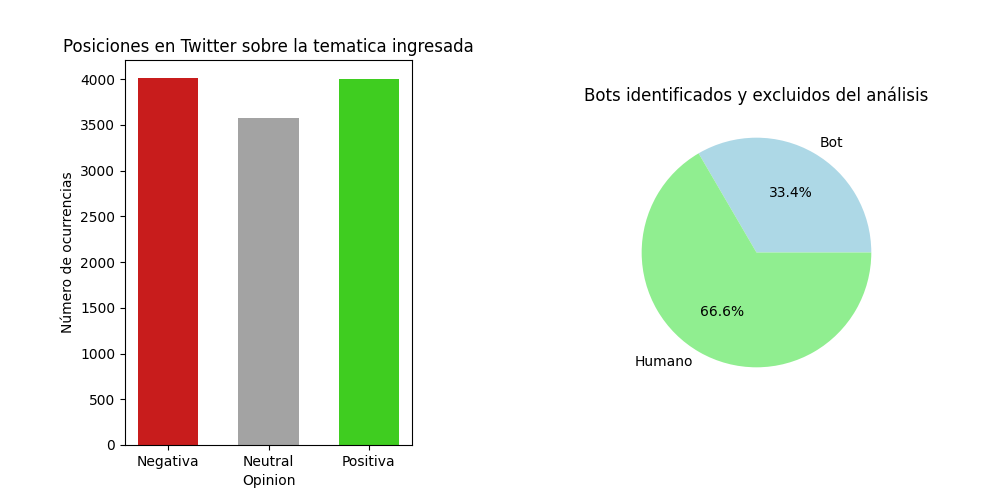 Posiciones en Twitter sobre la tematica ingresada
Número de ocurrencias
4000
3500
3000
2500
2000
1500
1000
500
0
Negativa
Neutral
Positiva
Opinion
Bots identificados y excluidos del análisis
Bot
33.4%
66.6%
Humano